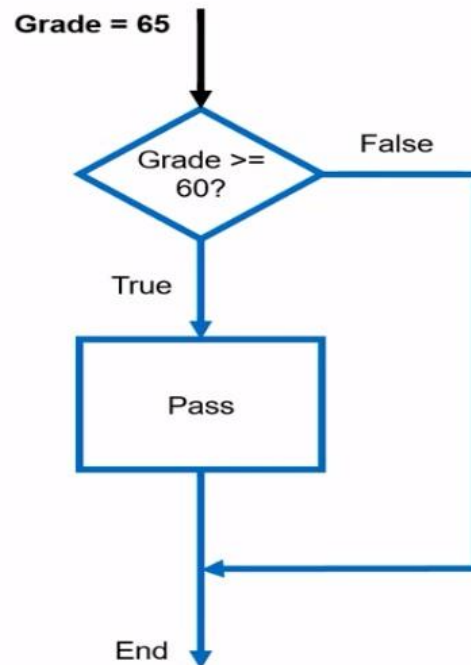 Grade = 65
Grade >=
60?
False
True
Pass
End